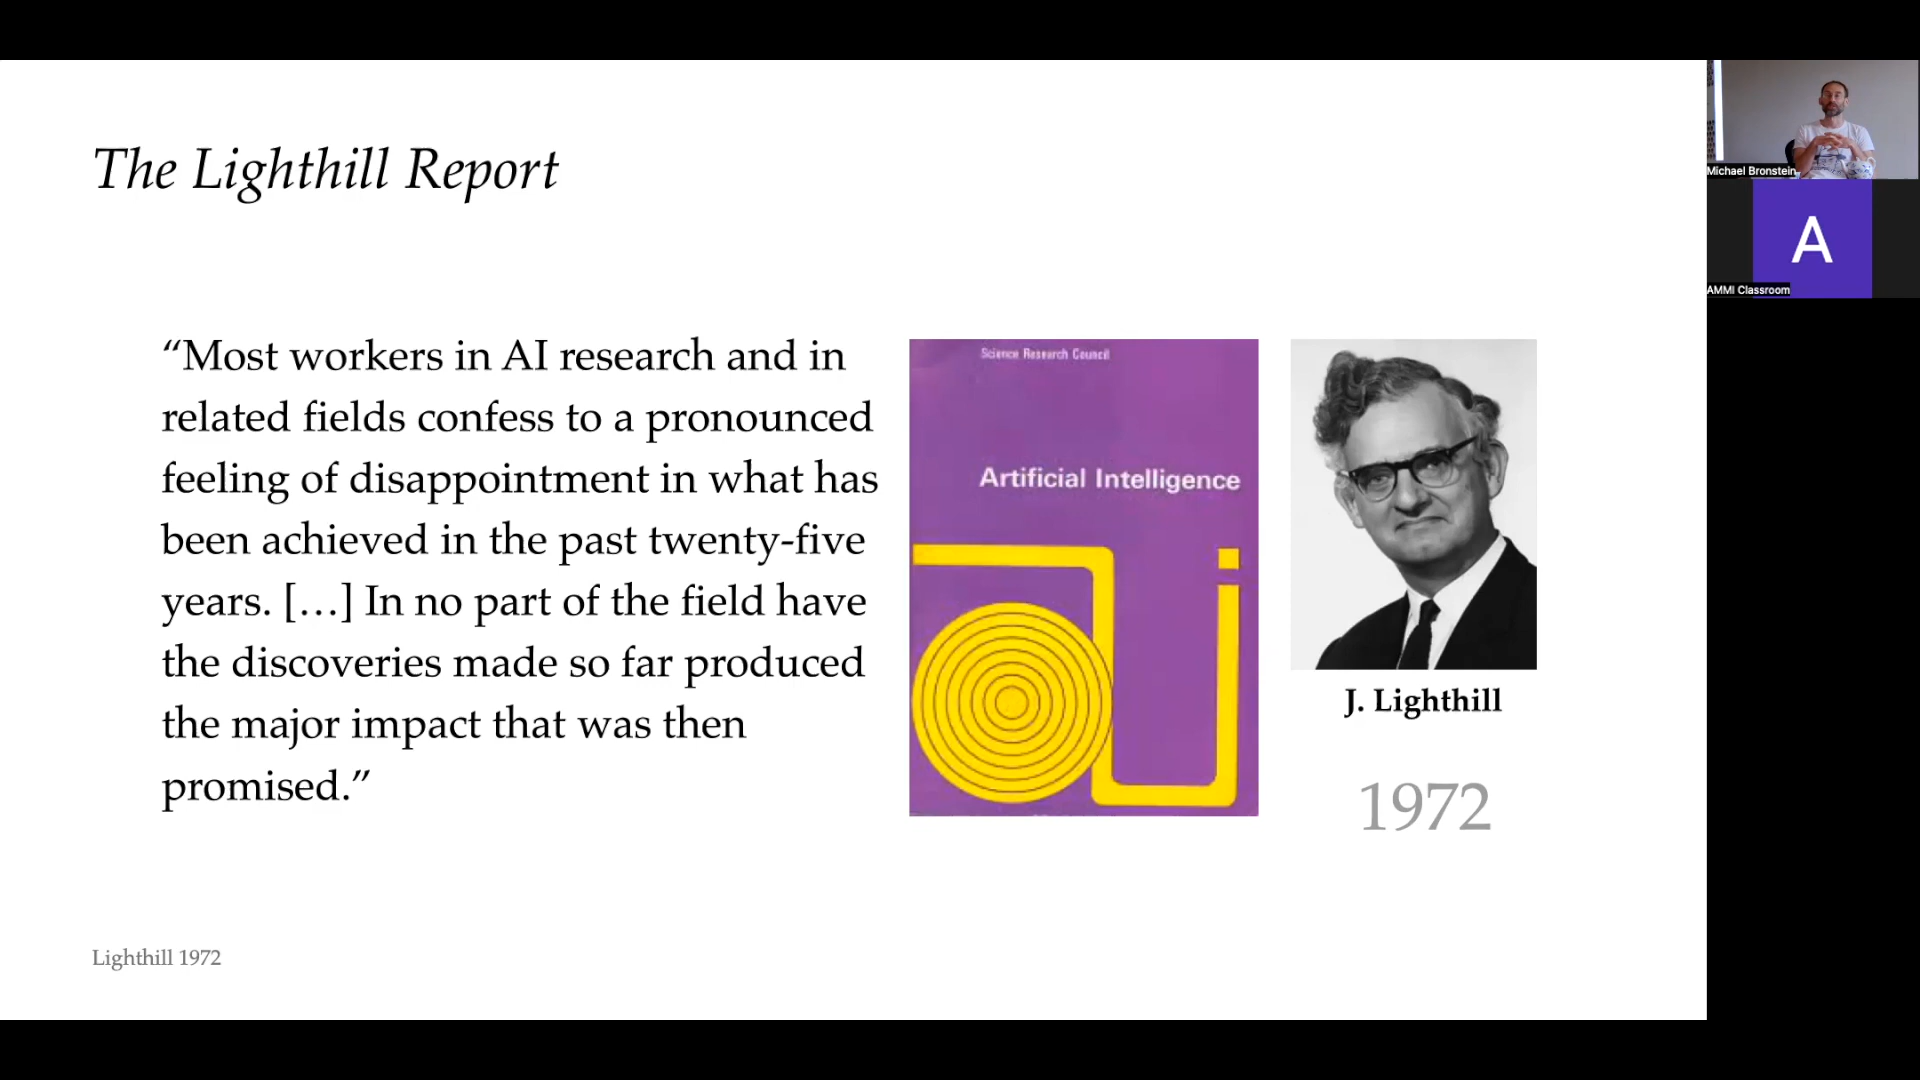 The Lighthill Report
“Most workers in AI research and in
related fields confess to a pronounced
feeling of disappointment in what has
been achieved in the past twenty-five
years. […] In no part of the field have
the discoveries made so far produced
the major impact that was then
promised.”
Science Research Council
Artificial Intelligence
ai
J. Lighthill
1972
Lighthill 1972
Michael Bronstein
A
AMMI Classroom